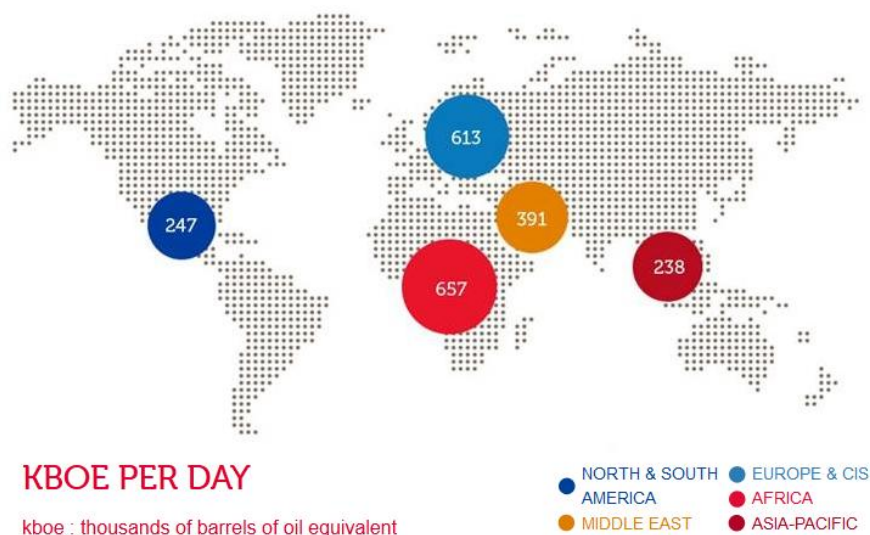 613
391
247
238
657
KBOE PER DAY
kboe : thousands of barrels of oil equivalent
NORTH & SOUTH
AMERICA
MIDDLE EAST
EUROPE & CIS
AFRICA
ASIA-PACIFIC